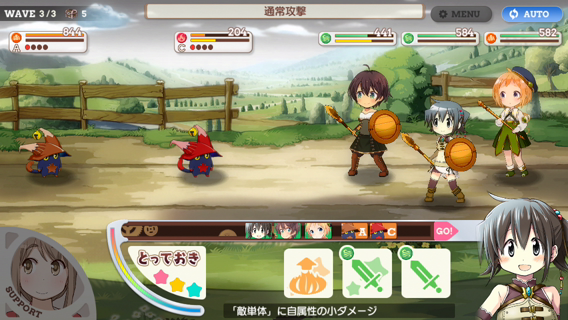 WAVE 3/3 5
通常攻撃
MENU
AUTO
844
A
204
C
441
584
582
A C GO!
とっておき
SUPPORT
「敵単体」に自属性の小ダメージ